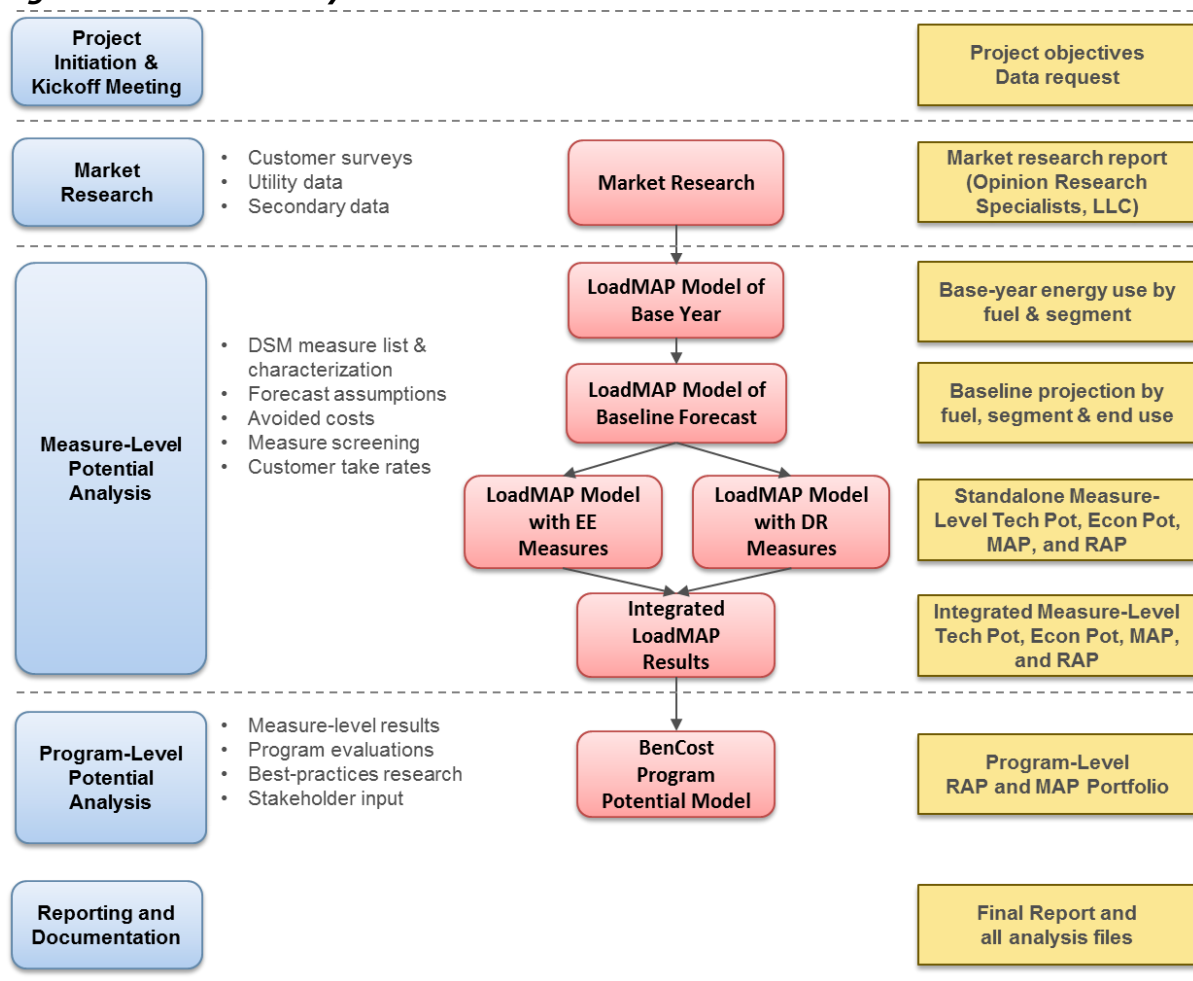 Project
Initiation &
Kickoff Meeting
Project objectives
Data request
Market
Research
• Customer surveys
• Utility data
• Secondary data
Market Research
Market research report
(Opinion Research
Specialists, LLC)
Measure-Level
Potential
Analysis
• DSM measure list &
characterization
• Forecast assumptions
• Avoided costs
• Measure screening
• Customer take rates
LoadMAP Model of
Base Year
Base-year energy use by
fuel & segment
LoadMAP Model of
Baseline Forecast
Baseline projection by
fuel, segment & end use
LoadMAP Model
with EE
Measures
LoadMAP Model
with DR
Measures
Standalone Measure-
Level Tech Pot, Econ Pot,
MAP, and RAP
Integrated
LoadMAP
Results
Integrated Measure-Level
Tech Pot, Econ Pot, MAP,
and RAP
Program-Level
Potential
Analysis
• Measure-level results
• Program evaluations
• Best-practices research
• Stakeholder input
BenCost
Program
Potential Model
Program-Level
RAP and MAP Portfolio
Reporting and
Documentation
Final Report and
all analysis files